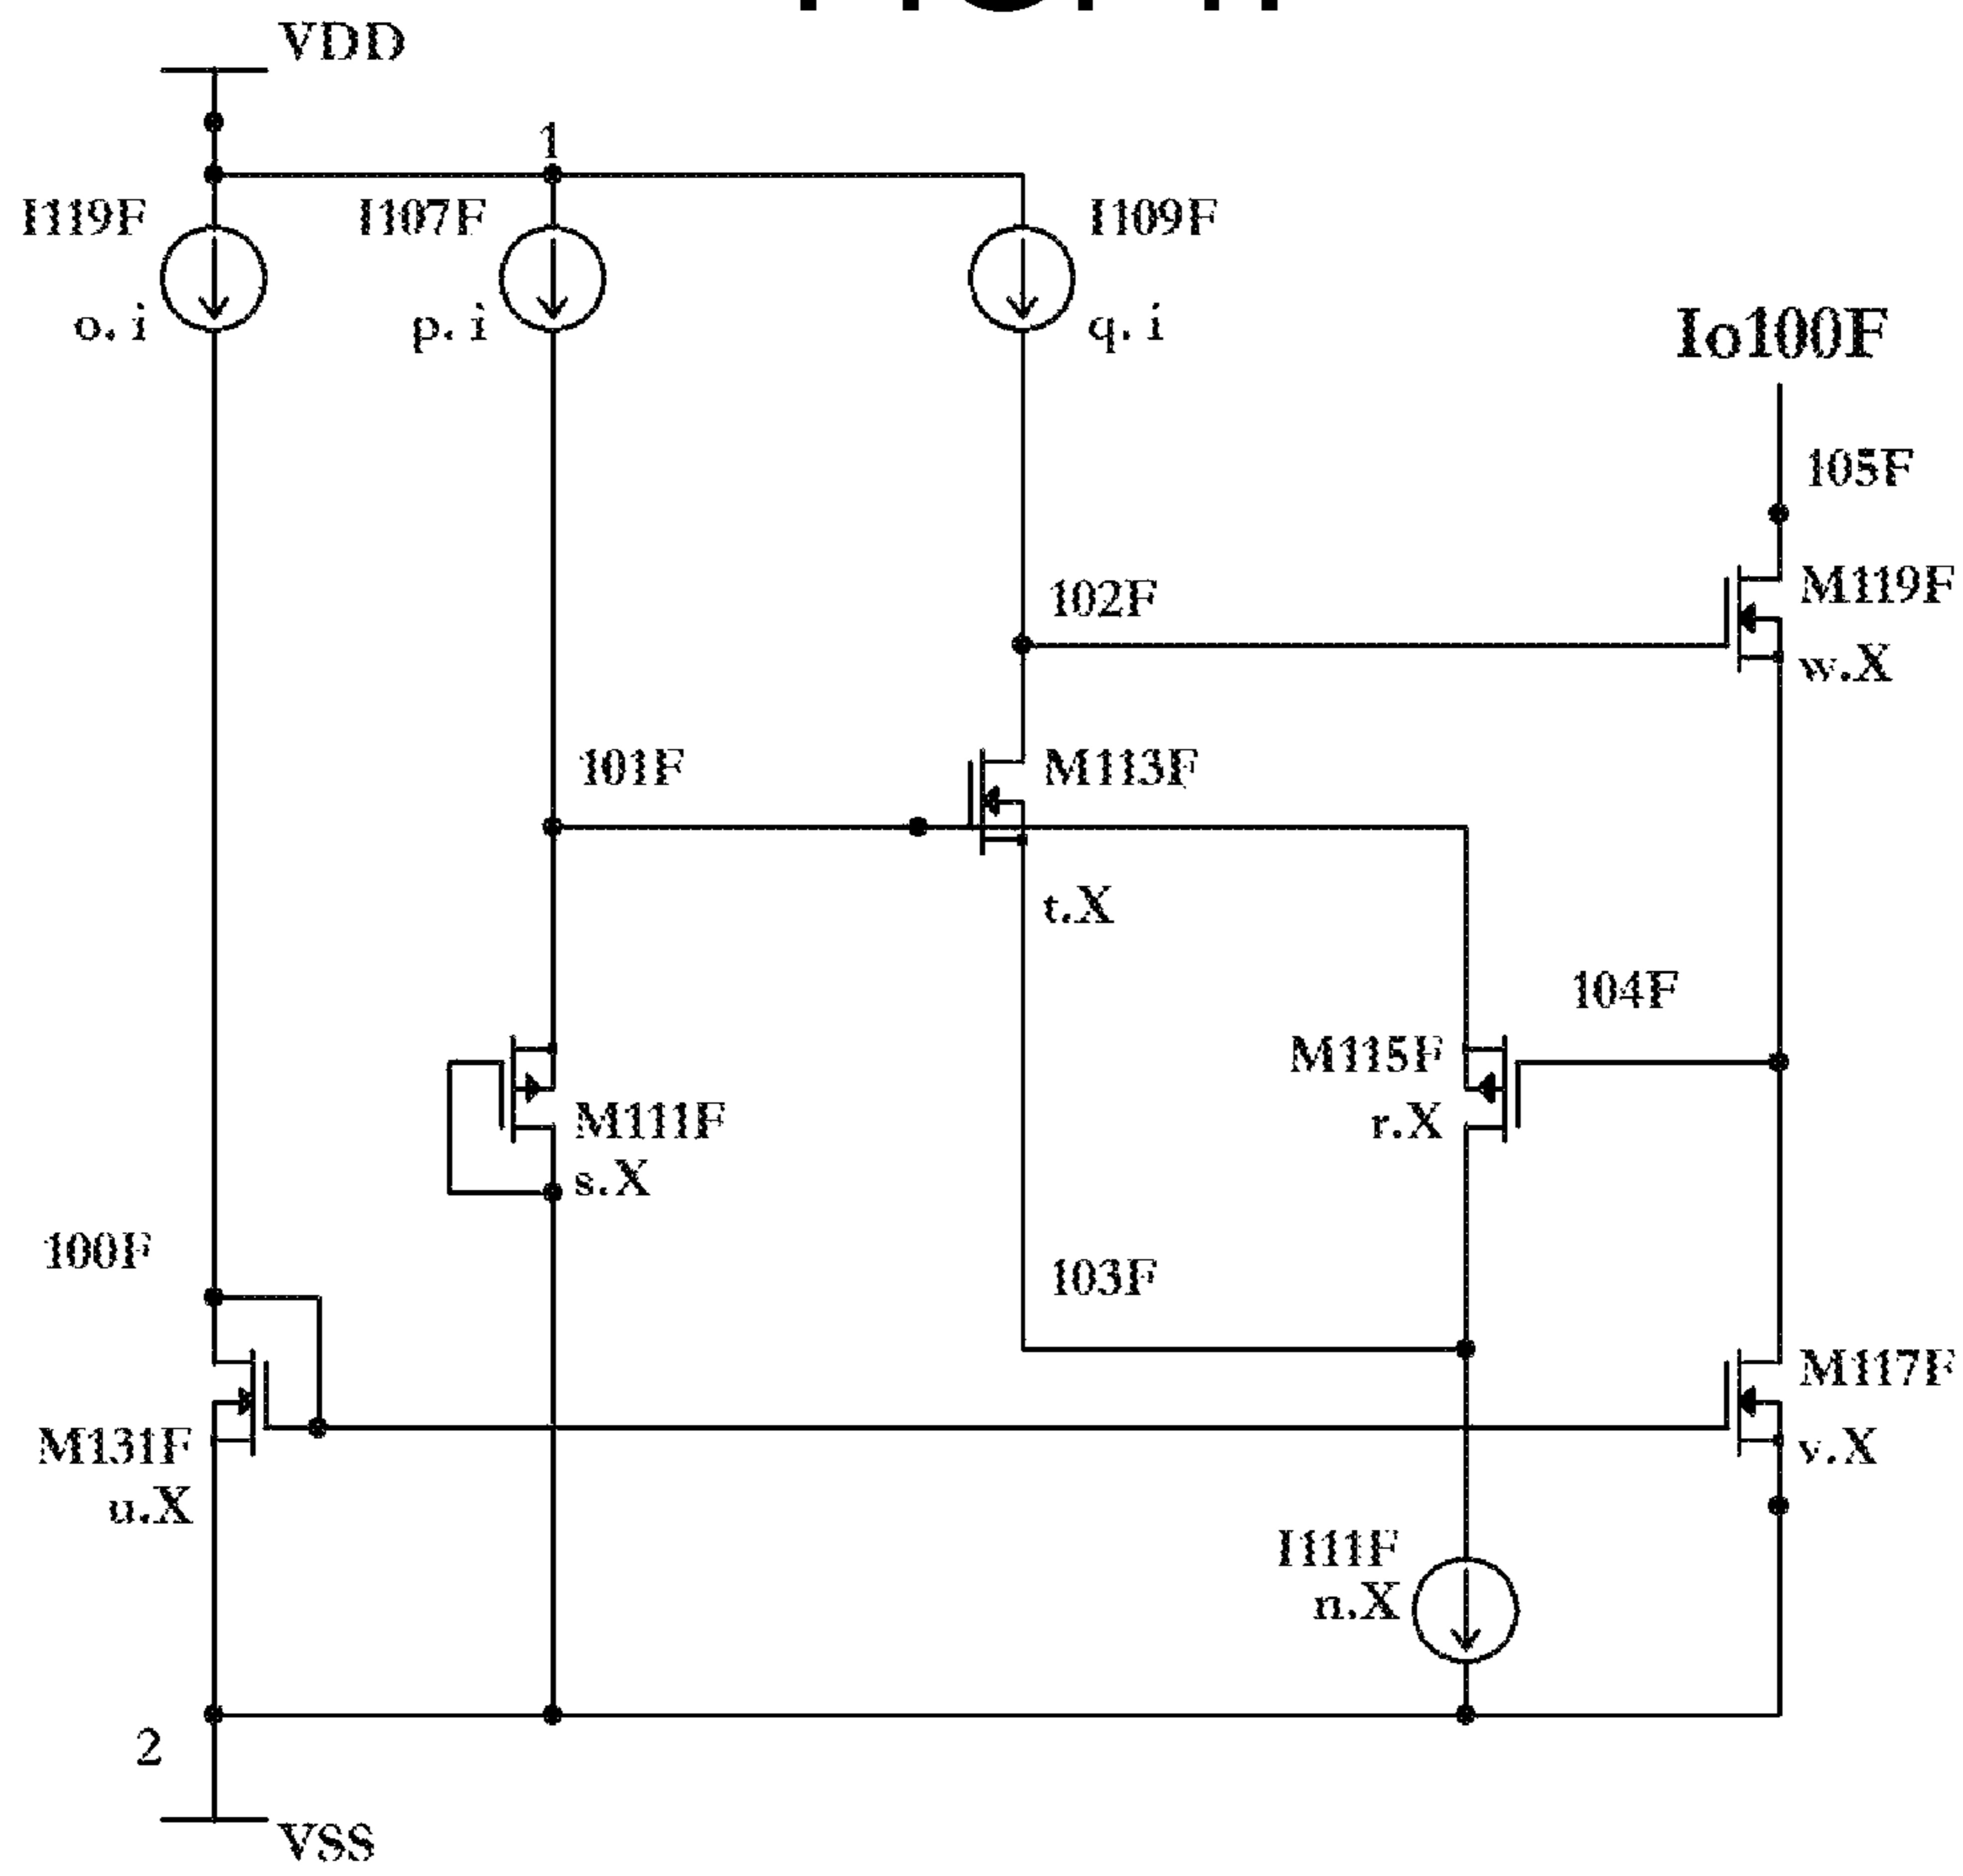 VDD
1
I119F
I107F
I109F
o.i
p.i
q.i
Io100F
105F
102F
M119F
w.X
101F
M113F
t.X
104F
M115F
M111F
r.X
s.X
100F
103F
M117F
M131F
v.X
u.X
I111F
n.X
2
VSS